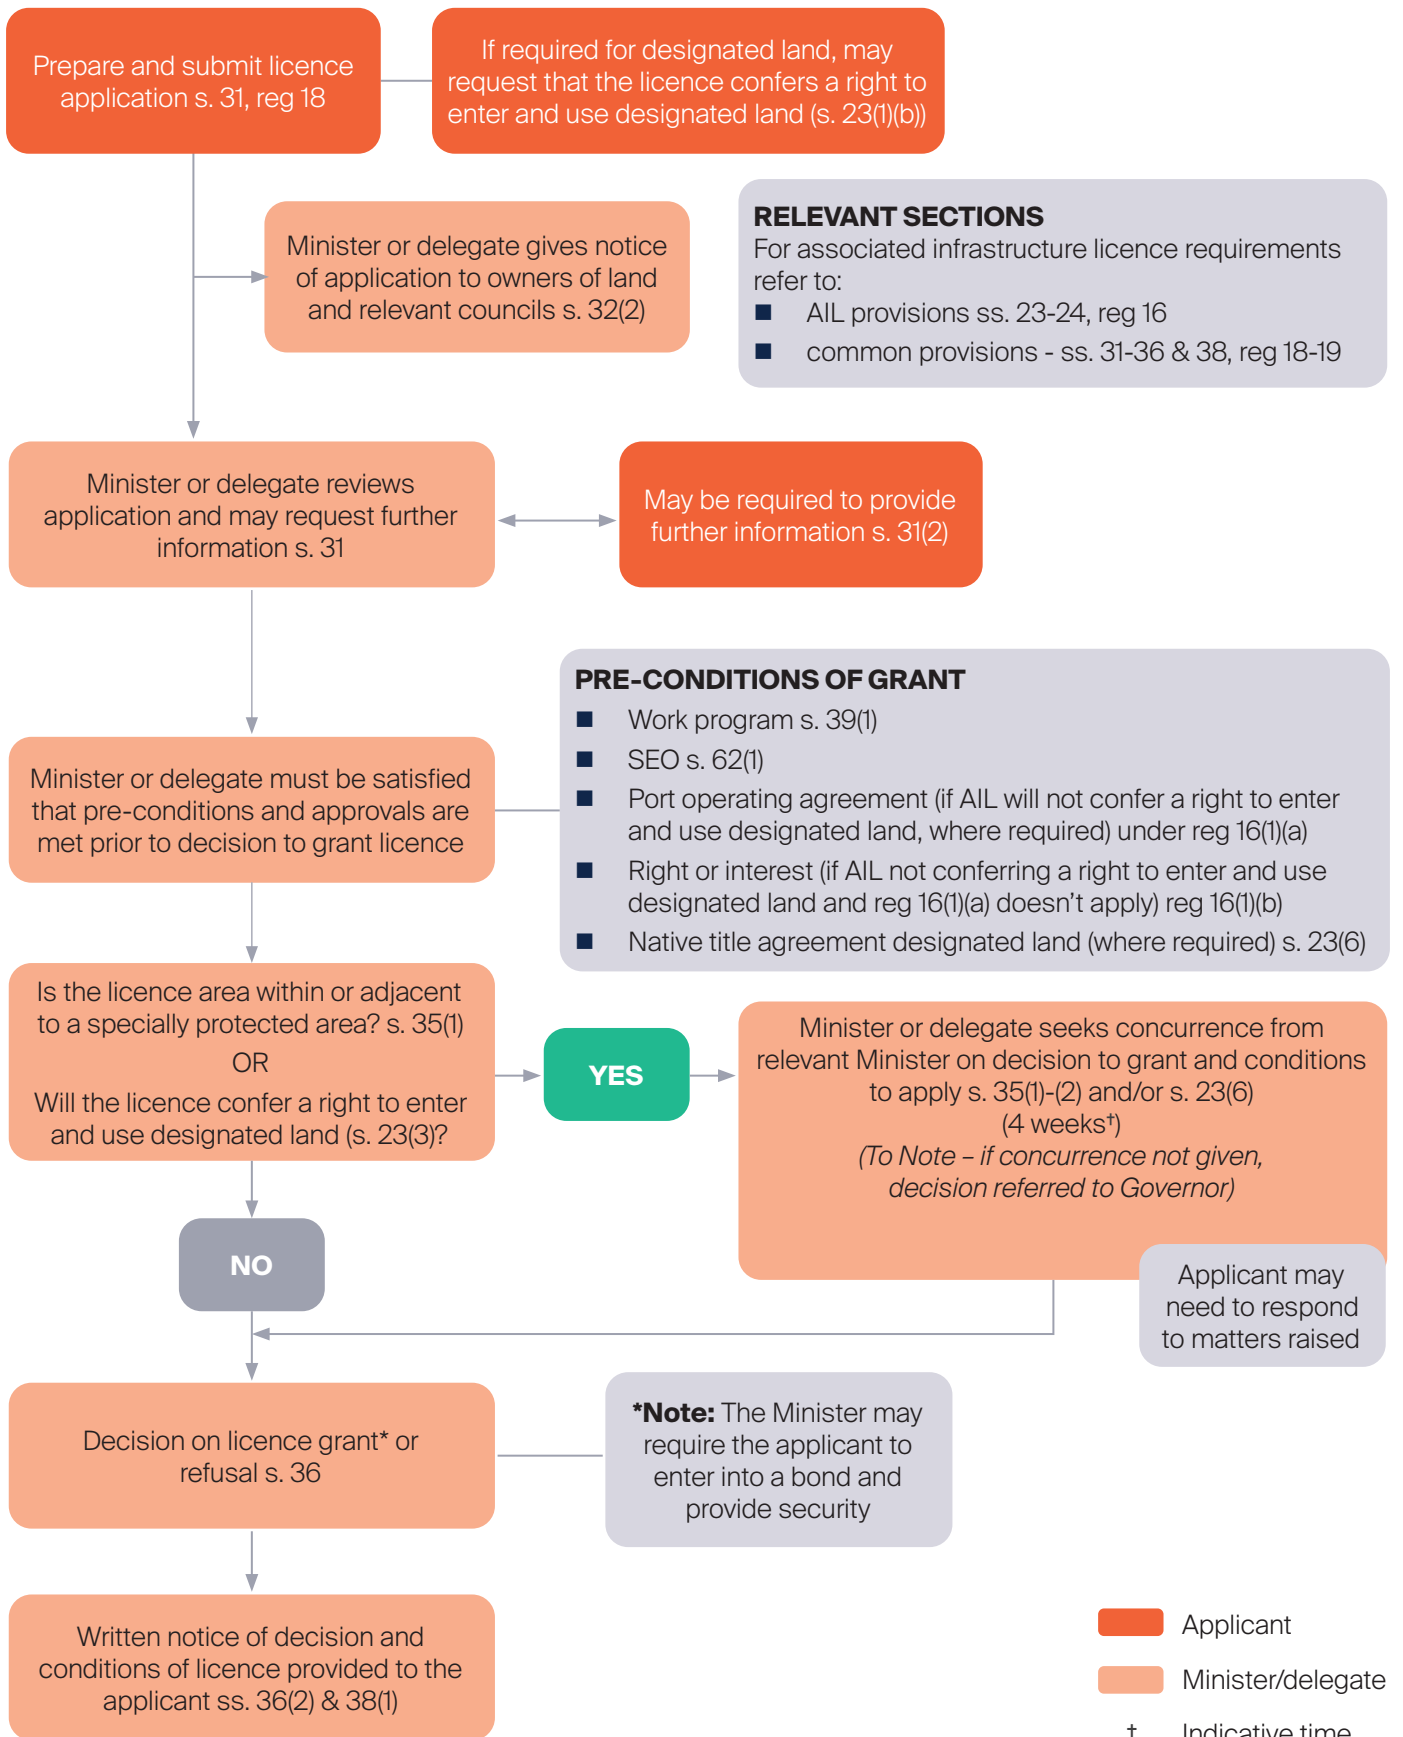 Prepare and submit licence
application s. 31, reg 18
If required for designated land, may
request that the licence confers a right to
enter and use designated land (s. 23(1)(b))
Minister or delegate gives notice
of application to owners of land
and relevant councils s. 32(2)
RELEVANT SECTIONS
For associated infrastructure licence requirements
refer to:
■ AIL provisions ss. 23-24, reg 16
■ common provisions - ss. 31-36 & 38, reg 18-19
Minister or delegate reviews
application and may request further
information s. 31
May be required to provide
further information s. 31(2)
PRE-CONDITIONS OF GRANT
■ Work program s. 39(1)
■ SEO s. 62(1)
■ Port operating agreement (if AIL will not confer a right to enter
and use designated land, where required) under reg 16(1)(a)
■ Right or interest (if AIL not conferring a right to enter and use
designated land and reg 16(1)(a) doesn't apply) reg 16(1)(b)
■ Native title agreement designated land (where required) s. 23(6)
Minister or delegate must be satisfied
that pre-conditions and approvals are
met prior to decision to grant licence
Is the licence area within or adjacent
to a specially protected area? s. 35(1)
OR
Will the licence confer a right to enter
and use designated land (s. 23(3)?
YES
Minister or delegate seeks concurrence from
relevant Minister on decision to grant and conditions
to apply s. 35(1)-(2) and/or s. 23(6)
(4 weeks†)
(To Note – if concurrence not given,
decision referred to Governor)
NO
Applicant may
need to respond
to matters raised
Decision on licence grant* or
refusal s. 36
*Note: The Minister may
require the applicant to
enter into a bond and
provide security
Written notice of decision and
conditions of licence provided to the
applicant ss. 36(2) & 38(1)
Applicant
Minister/delegate
† Indicative time